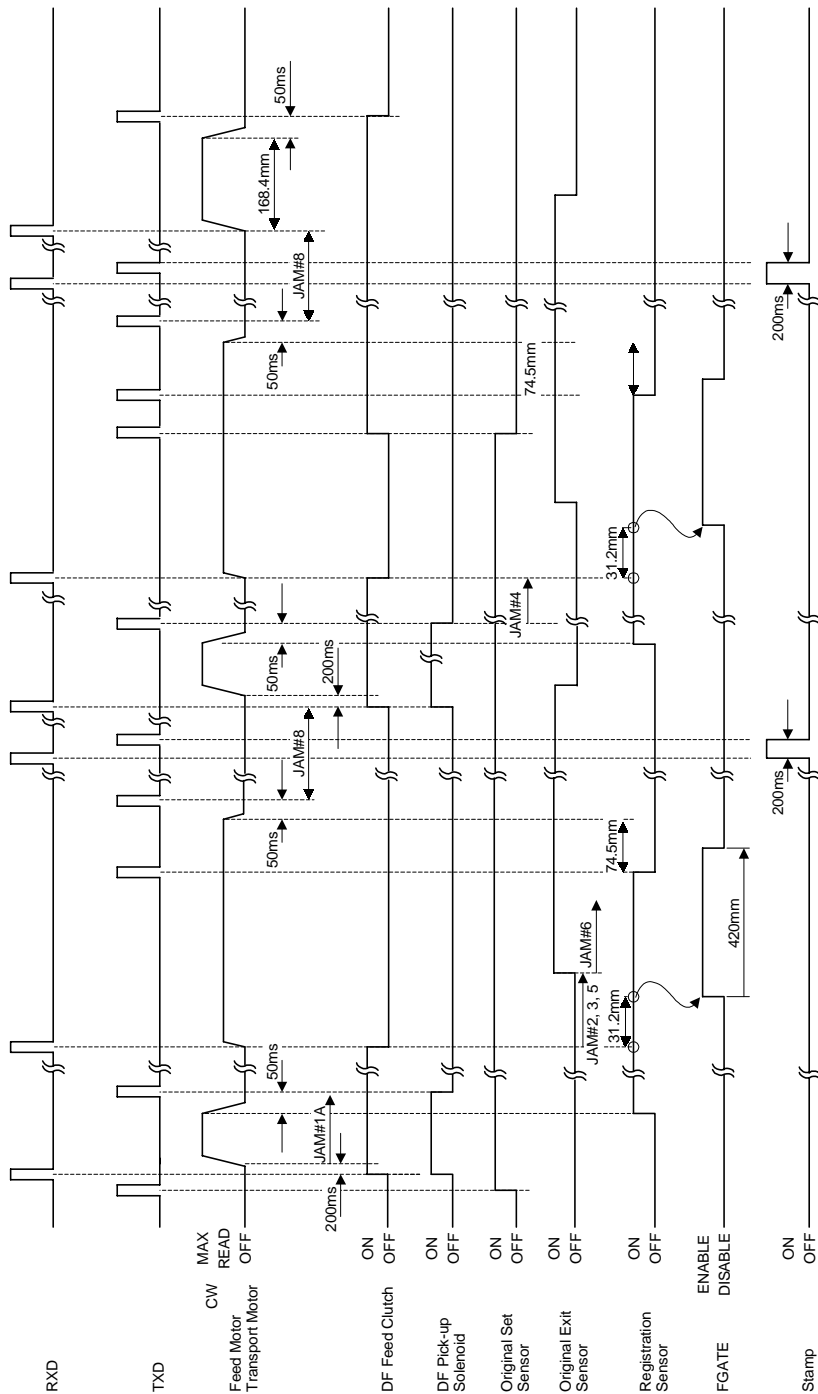 RXD
TXD
Feed Motor
Transport Motor
CW
MAX
READ
OFF
DF Feed Clutch
ON
OFF
DF Pick-up
Solenoid
ON
OFF
Original Set
Sensor
ON
OFF
Original Exit
Sensor
ON
OFF
Registration
Sensor
ON
OFF
FGATE
ENABLE
DISABLE
Stamp
ON
OFF
200ms
JAM#1 A
50ms
JAM#2, 3, 5
31.2mm
JAM#6
420mm
74.5mm
50ms
JAM#8
200ms
200ms
50ms
JAM#4
31.2mm
74.5mm
50ms
JAM#8
200ms
168.4mm
50ms